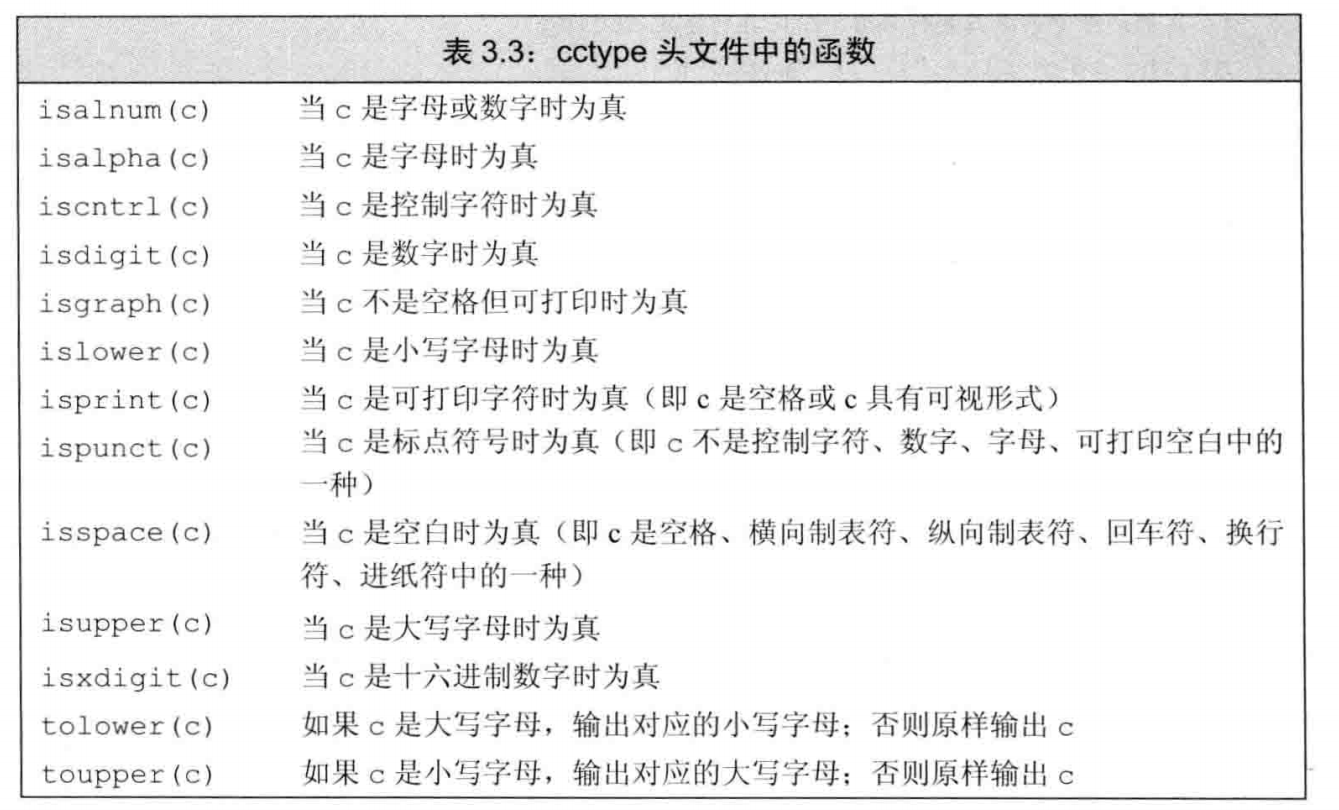 表 3.3：cctype 头文件中的函数
isalnum(c) 当 c 是字母或数字时为真
isalpha(c) 当 c 是字母时为真
iscntrl(c) 当 c 是控制字符时为真
isdigit(c) 当 c 是数字时为真
isgraph(c) 当 c 不是空格但可打印时为真
islower(c) 当 c 是小写字母时为真
isprint(c) 当 c 是可打印字符时为真（即 c 是空格或 c 具有可视形式）
ispunct(c) 当 c 是标点符号时为真（即 c 不是控制字符、数字、字母、可打印空白中的
一种）
isspace(c) 当 c 是空白时为真（即 c 是空格、横向制表符、纵向制表符、回车符、换行
符、进纸符中的一种）
isupper(c) 当 c 是大写字母时为真
isxdigit(c) 当 c 是十六进制数字时为真
tolower(c) 如果 c 是大写字母，输出对应的小写字母；否则原样输出 c
toupper(c) 如果 c 是小写字母，输出对应的大写字母；否则原样输出 c